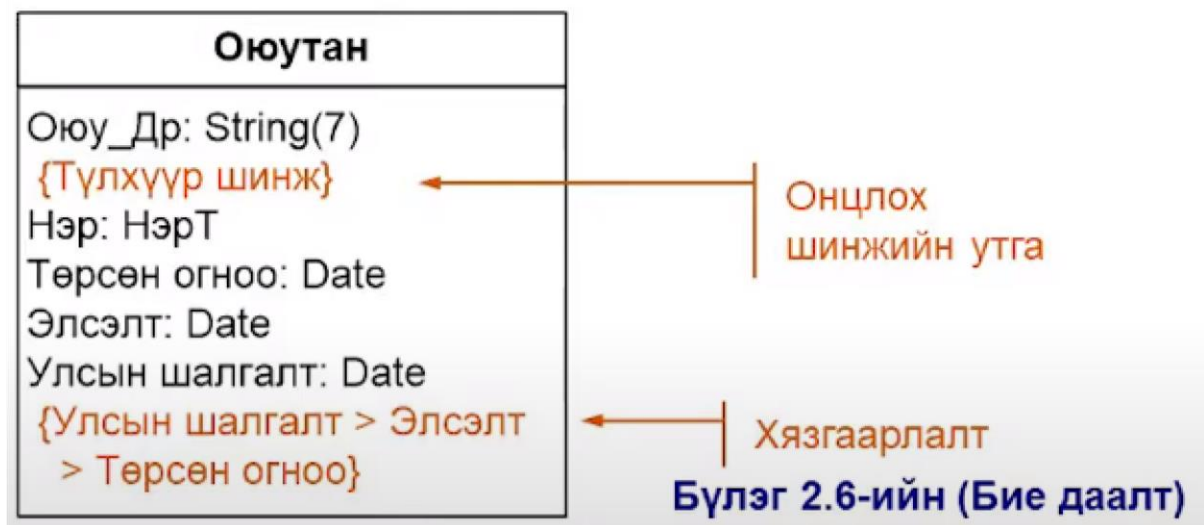 Оюутан
Оюу_Др: String(7)
{Түлхүүр шинж}
Нэр: НэрТ
Төрсөн огноо: Date
Элсэлт: Date
Улсын шалгалт: Date
{Улсын шалгалт > Элсэлт
> Төрсөн огноо}
Онцлох
шинжийн утга
Хязгаарлалт
Бүлэг 2.6-ийн (Бие даалт)